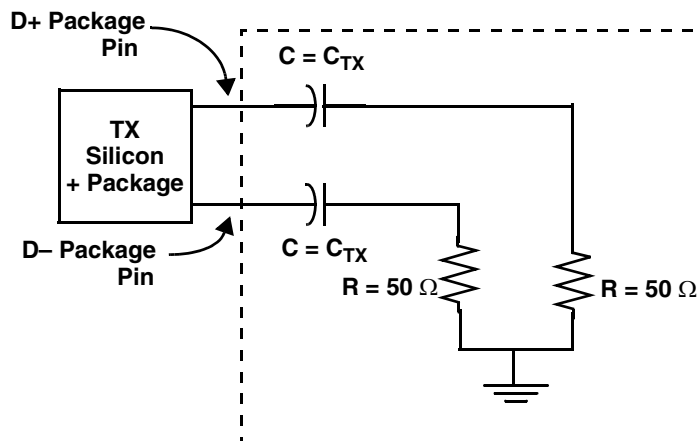 D+ Package
Pin
C = CTX
TX
Silicon
+ Package
D– Package
Pin
C = CTX
R = 50 Ω
R = 50 Ω